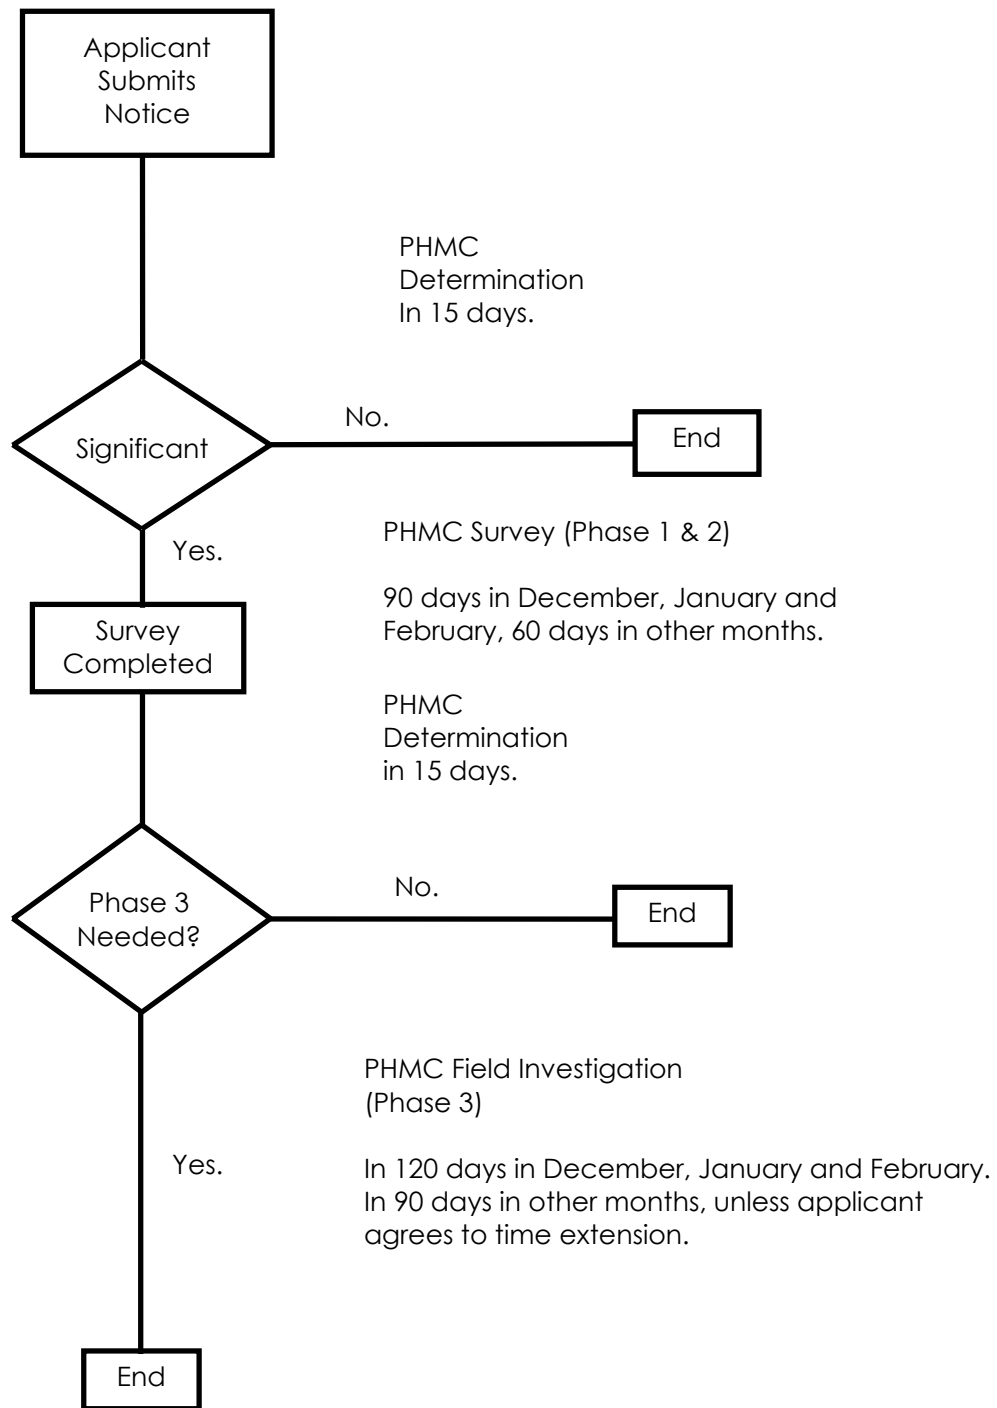 Applicant
Submits
Notice
PHMC
Determination
In 15 days.
Significant
No.
End
Yes.
PHMC Survey (Phase 1 & 2)
90 days in December, January and
February, 60 days in other months.
Survey
Completed
PHMC
Determination
in 15 days.
Phase 3
Needed?
No.
End
PHMC Field Investigation
(Phase 3)
Yes.
In 120 days in December, January and February.
In 90 days in other months, unless applicant
agrees to time extension.
End